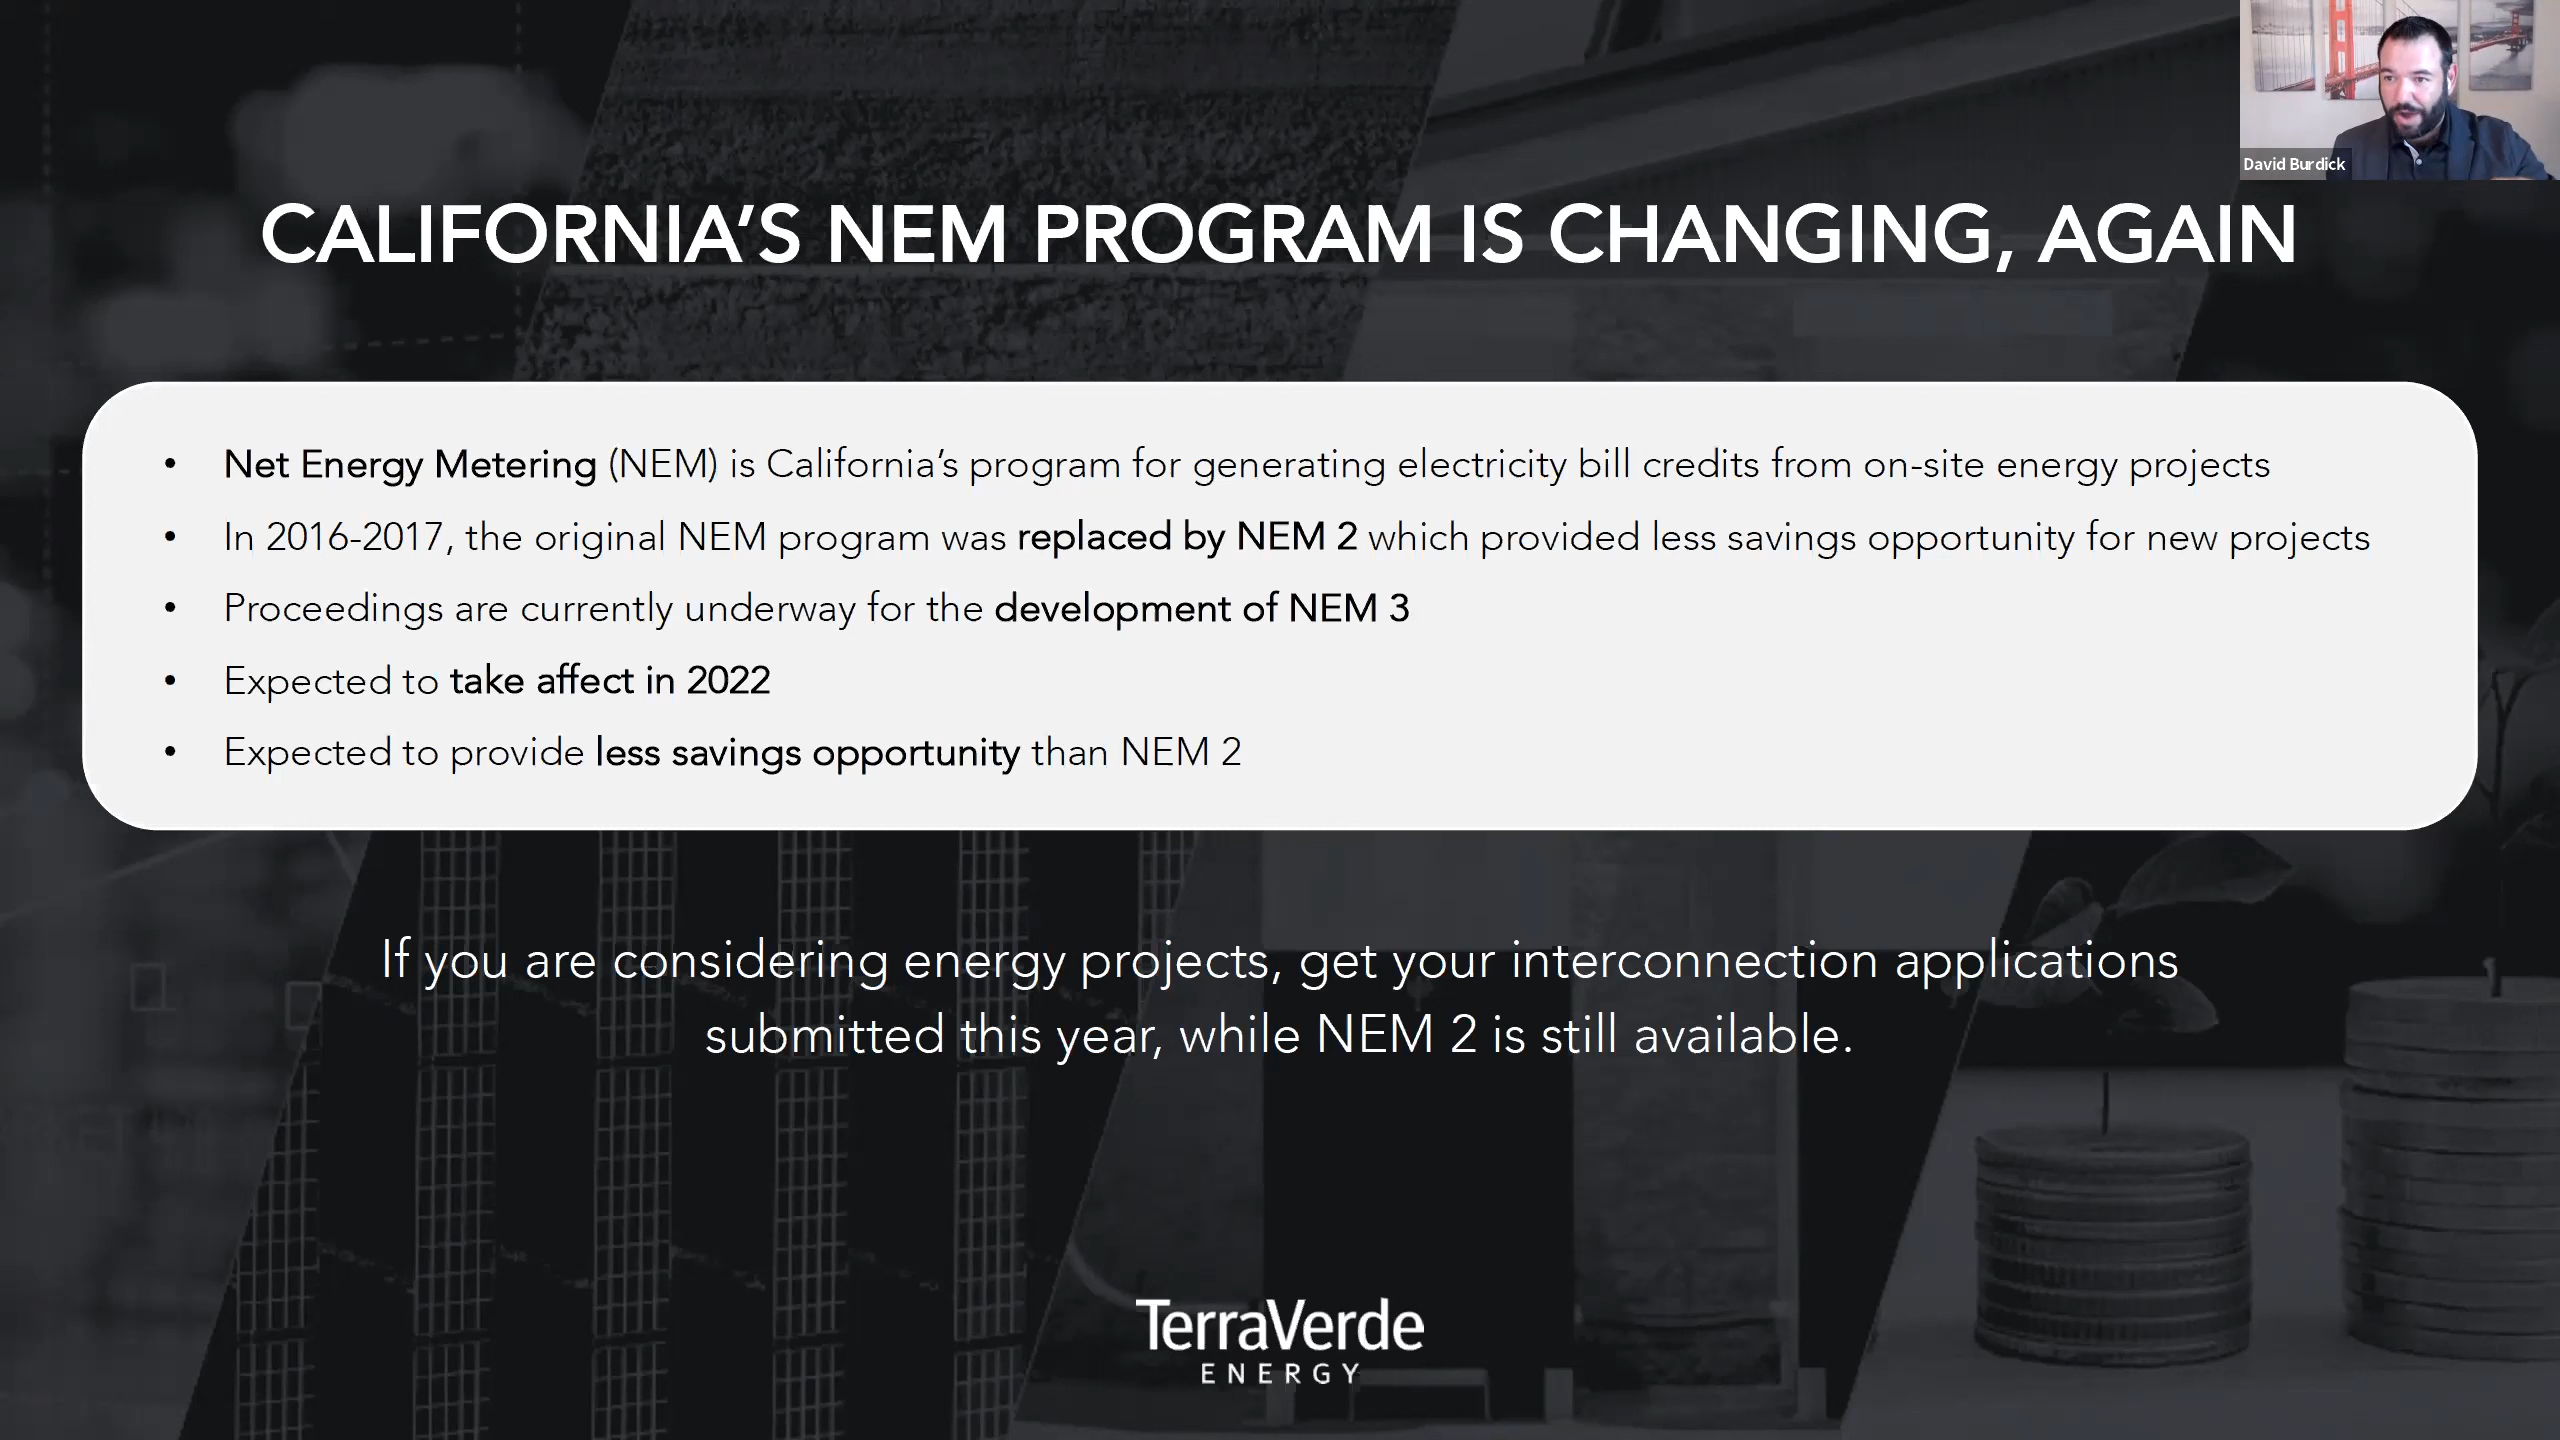 David Burdick
CALIFORNIA’S NEM PROGRAM IS CHANGING, AGAIN
• Net Energy Metering (NEM) is California’s program for generating electricity bill credits from on-site energy projects
• In 2016-2017, the original NEM program was replaced by NEM 2 which provided less savings opportunity for new projects
• Proceedings are currently underway for the development of NEM 3
• Expected to take affect in 2022
• Expected to provide less savings opportunity than NEM 2
If you are considering energy projects, get your interconnection applications
submitted this year, while NEM 2 is still available.
TerraVerde
ENERGY